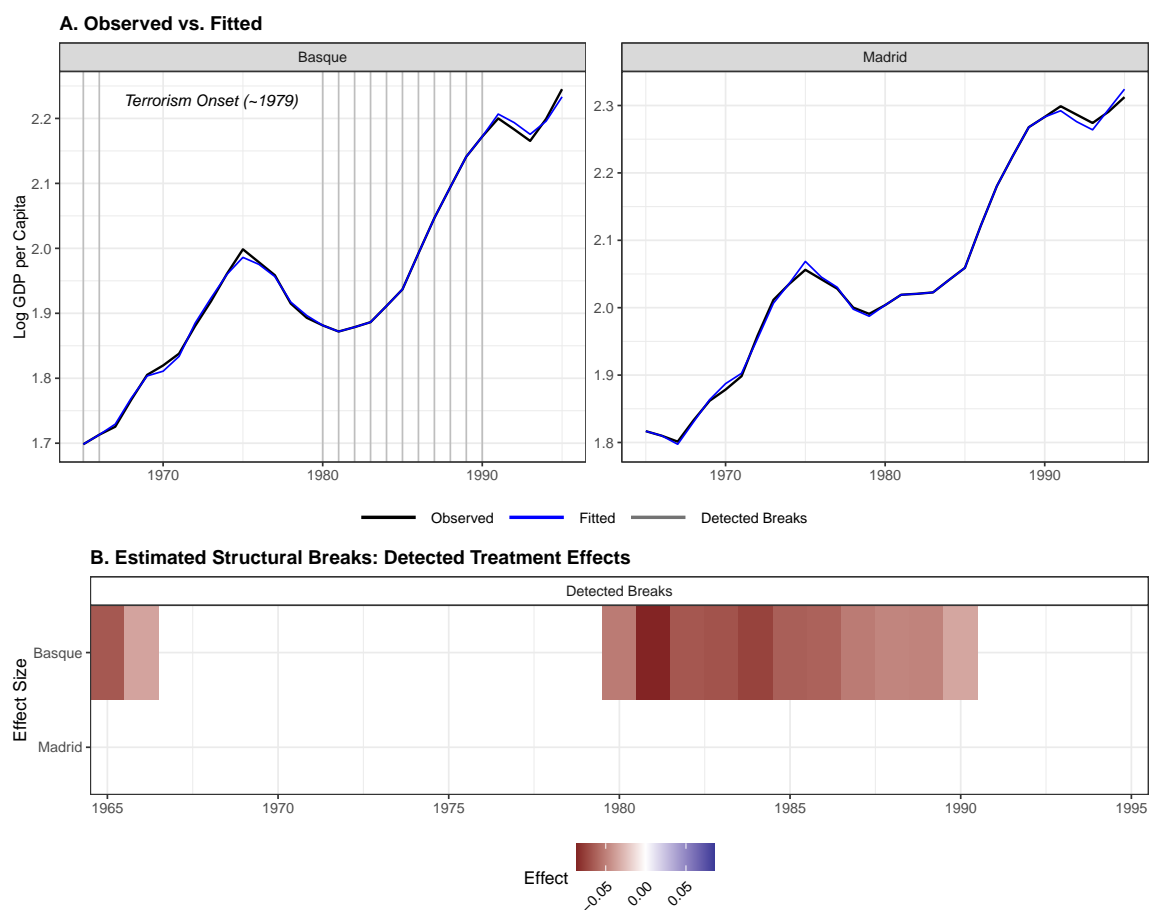 A. Observed vs. Fitted
Basque
Madrid
Terrorism Onset (~1979)
Log GDP per Capita
2.2
2.1
2.0
1.9
1.8
1.7
2.3
2.2
2.1
2.0
1.9
1.8
1970 1980 1990
1970 1980 1990
Observed Fitted Detected Breaks
B. Estimated Structural Breaks: Detected Treatment Effects
Detected Breaks
Effect Size
Basque
Madrid
1965 1970 1975 1980 1985 1990 1995
Effect
−0.05 0.00 0.05